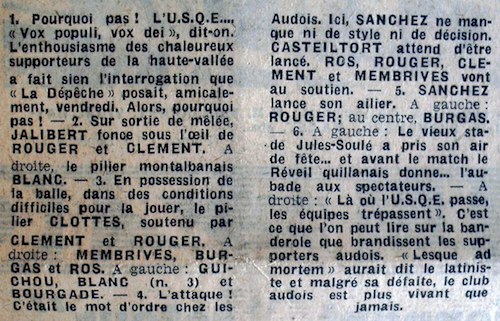 1. Pourquoi pas ! L'U.S.Q.E...,
« Vox populi, vox dei », dit-on.
L'enthousiasme des chaleureux
supporters de la haute-vallée
a fait sien l'interrogation que
« La Dépêche » posait, amicale-
ment, vendredi. Alors, pourquoi
pas ! — 2. Sur sortie de mêlée,
JALIBERT fonce sous l'œil de
ROUGER et CLEMENT. A
droite, le pilier montalbanais
BLANC. — 3. En possession de
la balle, dans des conditions
difficiles pour la jouer, le pi-
lier CLOTTES, soutenu par
CLEMENT et ROUGER. A
droite : MEMBRIVES, BUR-
GAS et ROS. A gauche : GUI-
CHOU, BLANC (n. 3) et
BOURGADE. — 4. L'attaque !
C'était le mot d'ordre chez les
Audois. Ici, SANCHEZ ne man-
que ni de style ni de décision.
CASTEILTORT attend d'être
lancé. ROS, ROUGER, CLE-
MENT et MEMBRIVES vont
au soutien. — 5. SANCHEZ
lance son ailier. A gauche :
ROUGER; au centre, BURGAS.
— 6. A gauche : Le vieux sta-
de Jules-Soulé a pris son air
de fête... et avant le match le
Réveil quillanais donne... l'au-
bade aux spectateurs. — A
droite : « Là où l'U.S.Q.E. passe,
les équipes trépassent ». C'est
ce que l'on peut lire sur la ban-
derole que brandissent les sup-
porters audois. « Lesque ad
mortem » aurait dit le latinis-
te et malgré sa défaite, le club
audois est plus vivant que
jamais.